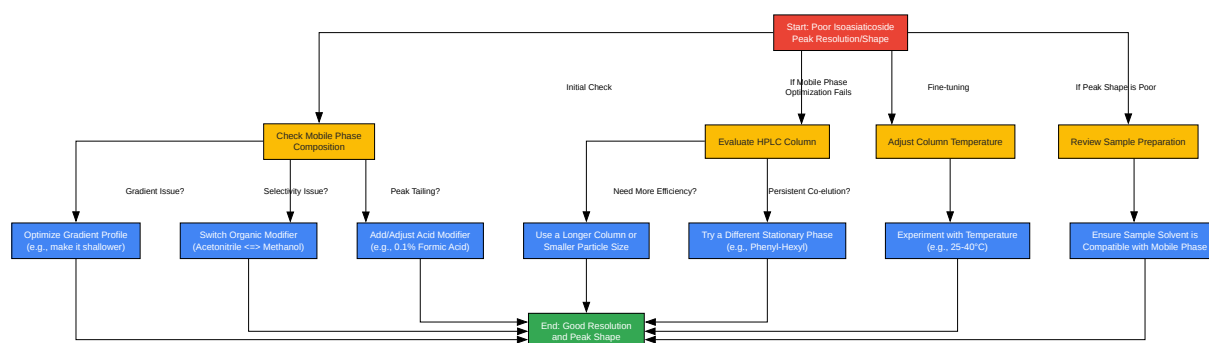 Start: Poor Isoasiaticoside
Peak Resolution/Shape
Initial Check
If Mobile Phase
Optimization Fails
Fine-tuning
If Peak Shape is Poor
Check Mobile Phase
Composition
Evaluate HPLC Column
Adjust Column Temperature
Review Sample Preparation
Gradient Issue?
Selectivity Issue?
Peak Tailing?
Need More Efficiency?
Persistent Co-elution?
Optimize Gradient Profile
(e.g., make it shallower)
Switch Organic Modifier
(Acetonitrile <=> Methanol)
Add/Adjust Acid Modifier
(e.g., 0.1% Formic Acid)
Use a Longer Column or
Smaller Particle Size
Try a Different Stationary Phase
(e.g., Phenyl-Hexyl)
Experiment with Temperature
(e.g., 25-40°C)
Ensure Sample Solvent is
Compatible with Mobile Phase
End: Good Resolution
and Peak Shape